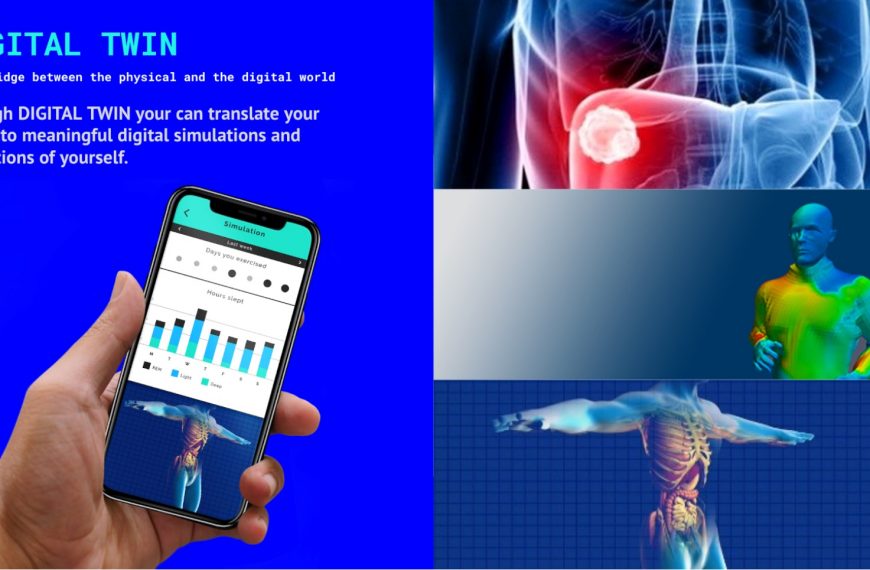 GITAL TWIN
idge between the physical and the digital world
gh DIGITAL TWIN your can translate your
to meaningful digital simulations and
tions of yourself.
Simulation
Last week
Days you exercised
Hours slept
M T W T F S S
REM Light Deep